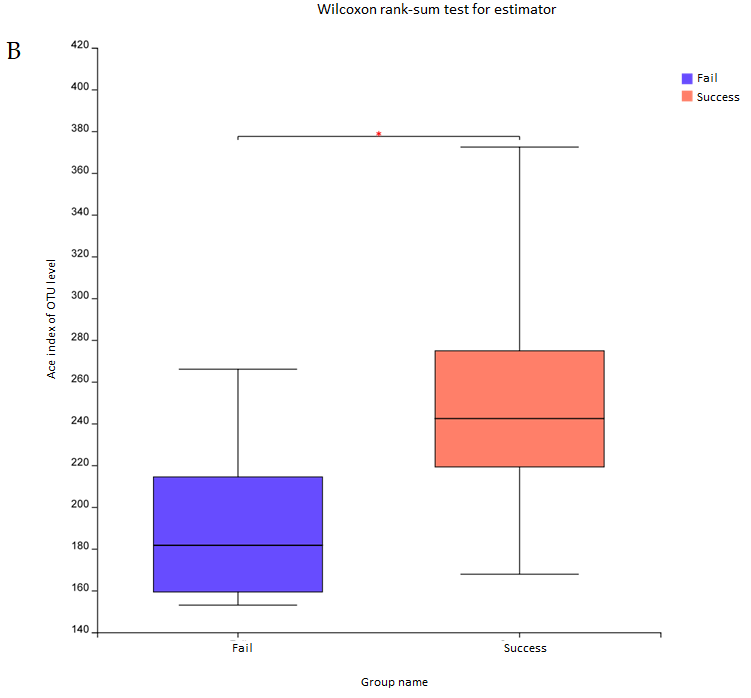 Wilcoxon rank-sum test for estimator
B
Fail
Success
420
400
380
360
340
320
300
280
260
240
220
200
180
160
140
Ace index of OTU level
*
Fail
Success
Group name